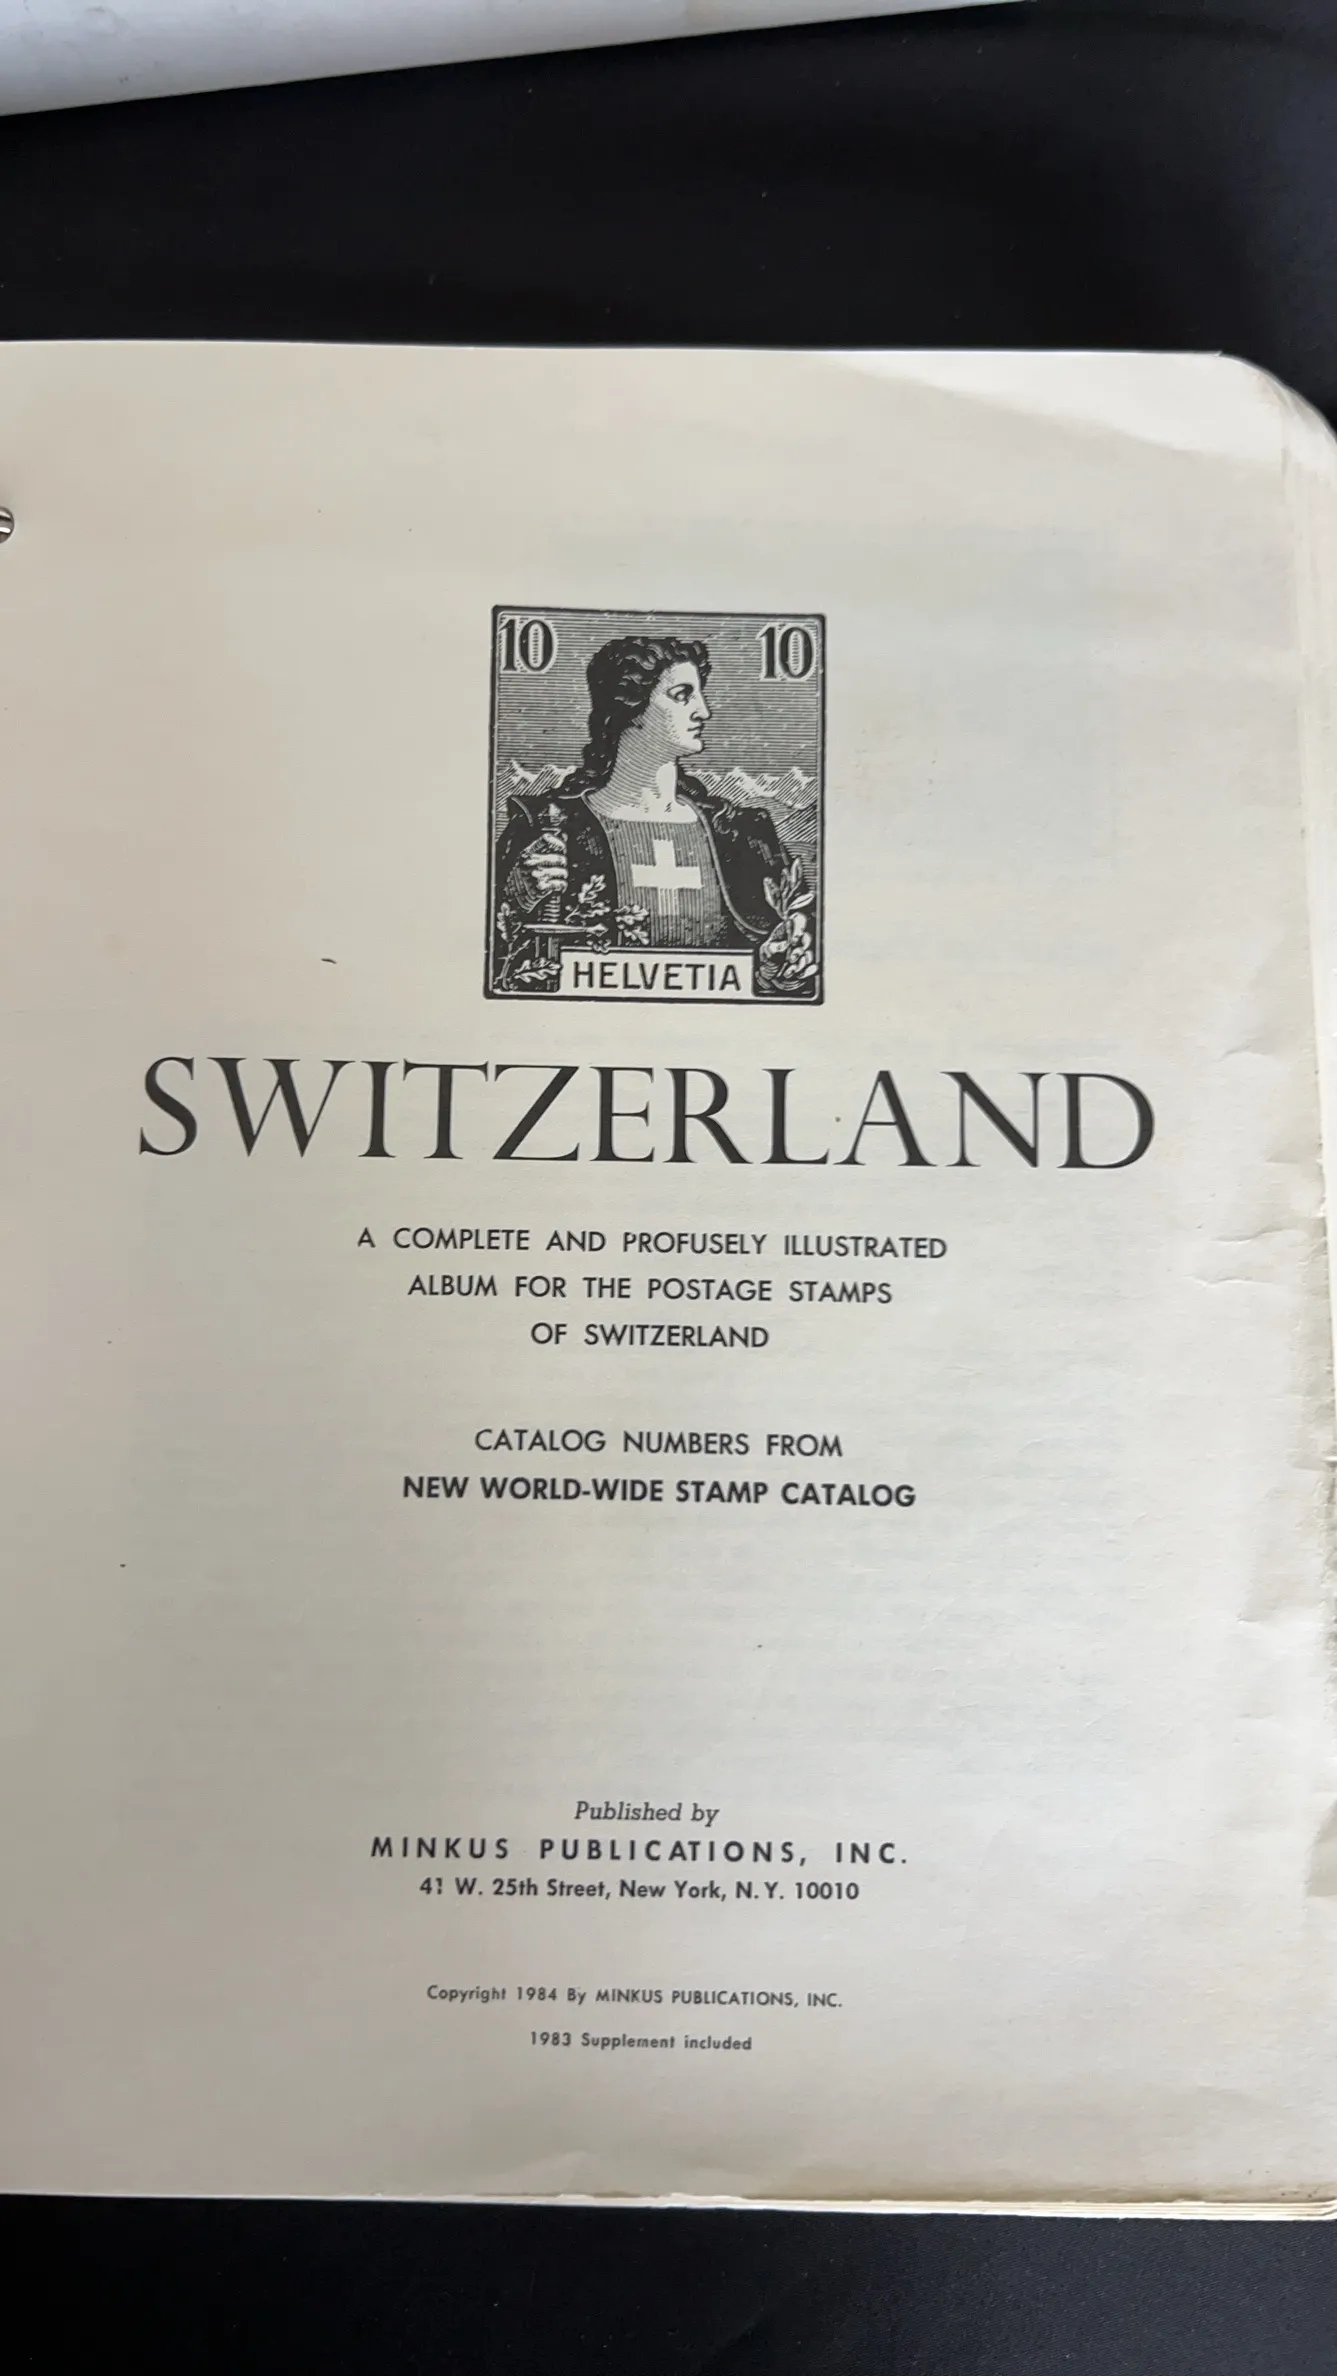 10 10
HELVETIA
SWITZERLAND
A COMPLETE AND PROFUSELY ILLUSTRATED
ALBUM FOR THE POSTAGE STAMPS
OF SWITZERLAND
CATALOG NUMBERS FROM
NEW WORLD-WIDE STAMP CATALOG
Published by
MINKUS PUBLICATIONS, INC.
41 W. 25th Street, New York, N.Y. 10010
Copyright 1984 By MINKUS PUBLICATIONS, INC.
1983 Supplement included